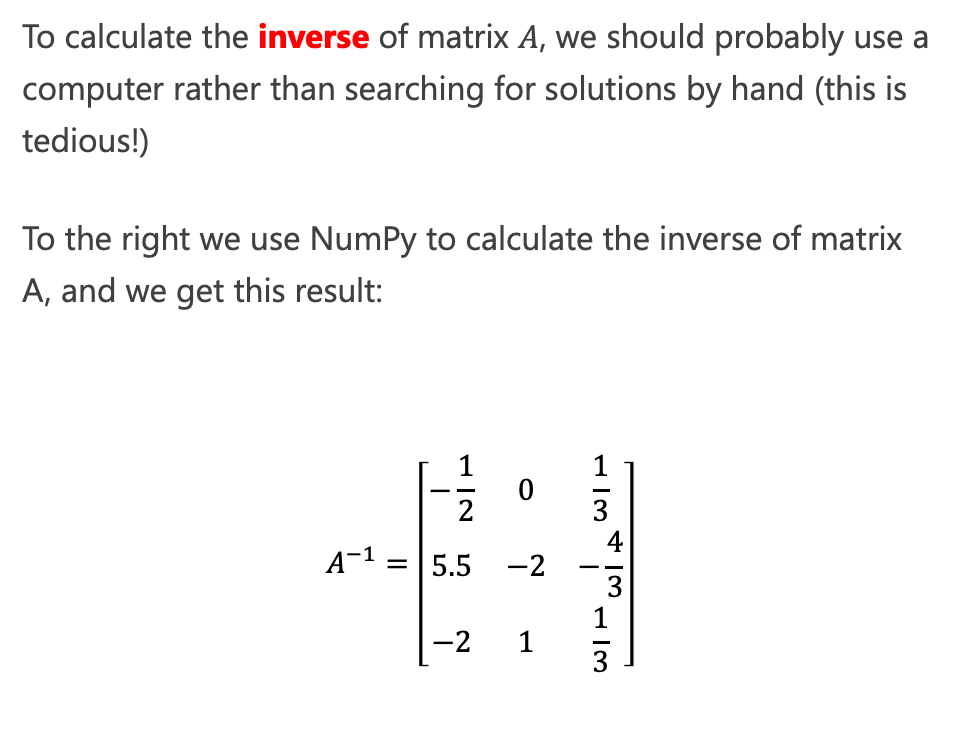 To calculate the inverse of matrix A, we should probably use a
computer rather than searching for solutions by hand (this is
tedious!)
To the right we use NumPy to calculate the inverse of matrix
A, and we get this result:
A⁻¹ = [ −1/2 0 1/3
5.5 −2 −4/3
−2 1 1/3 ]